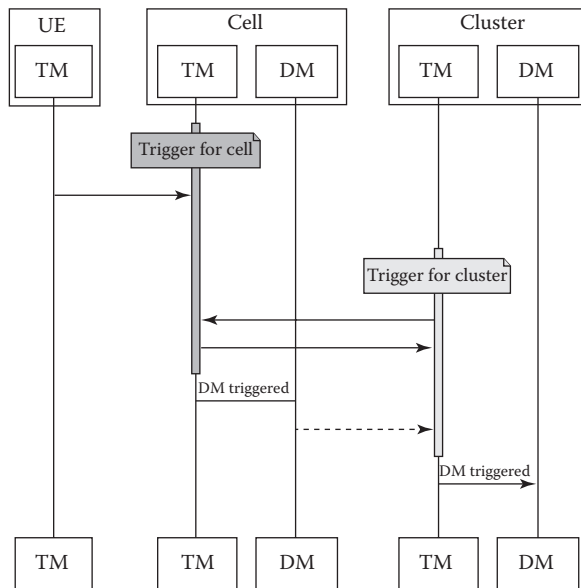 UE
Cell
Cluster
TM
TM
DM
TM
DM
Trigger for cell
Trigger for cluster
DM triggered
DM triggered
TM
TM
DM
TM
DM